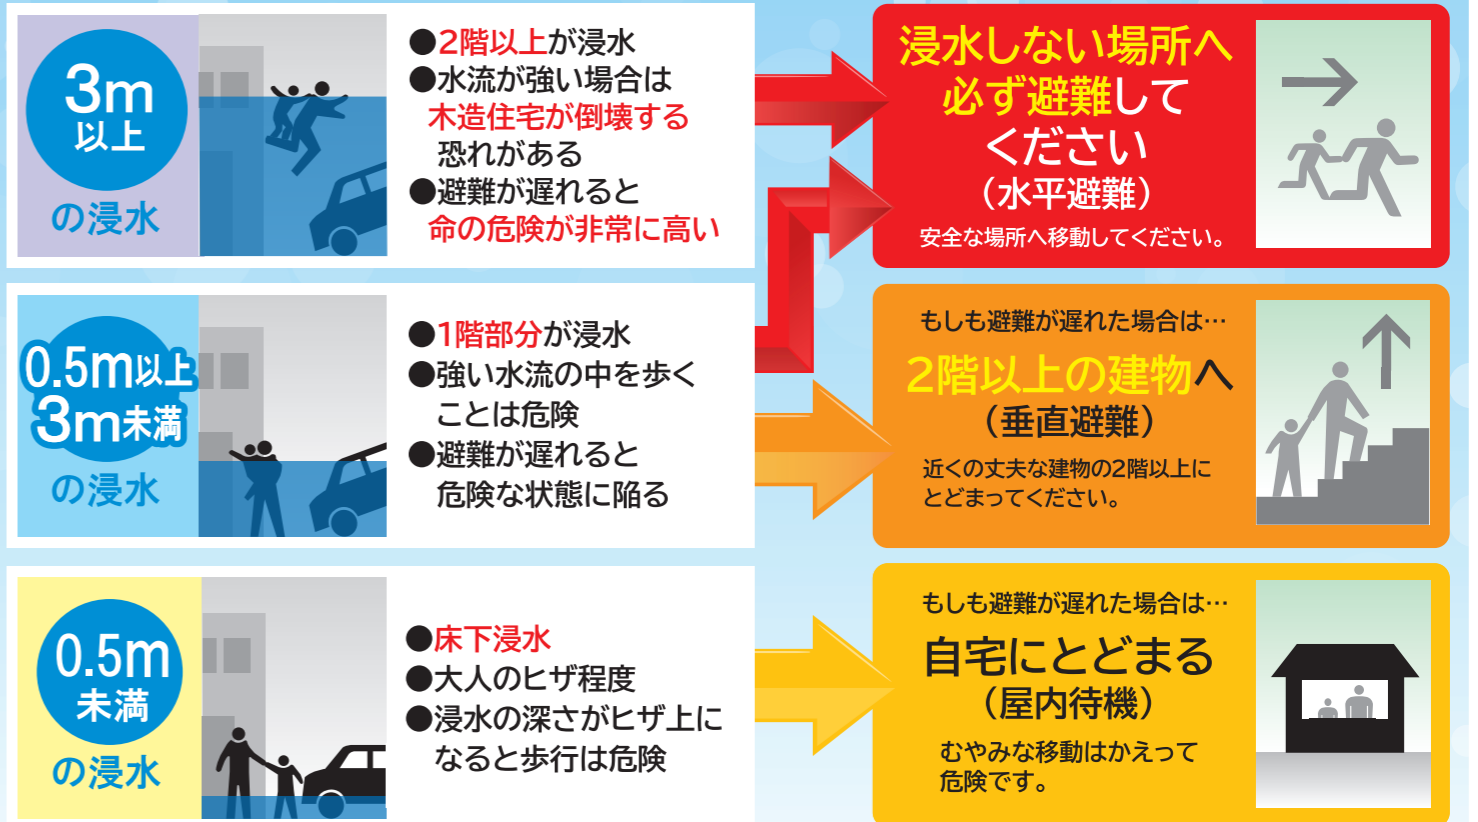 3m
以上
の浸水
●2階以上が浸水
●水流が強い場合は
木造住宅が倒壊する
恐れがある
●避難が遅れると
命の危険が非常に高い
浸水しない場所へ
必ず避難して
ください
（水平避難）
安全な場所へ移動してください。
0.5m以上
3m未満
の浸水
●1階部分が浸水
●強い水流の中を歩く
ことは危険
●避難が遅れると
危険な状態に陥る
もしも避難が遅れた場合は…
2階以上の建物へ
（垂直避難）
近くの丈夫な建物の2階以上に
とどまってください。
0.5m
未満
の浸水
●床下浸水
●大人のヒザ程度
●浸水の深さがヒザ上に
なると歩行は危険
もしも避難が遅れた場合は…
自宅にとどまる
（屋内待機）
むやみな移動はかえって
危険です。